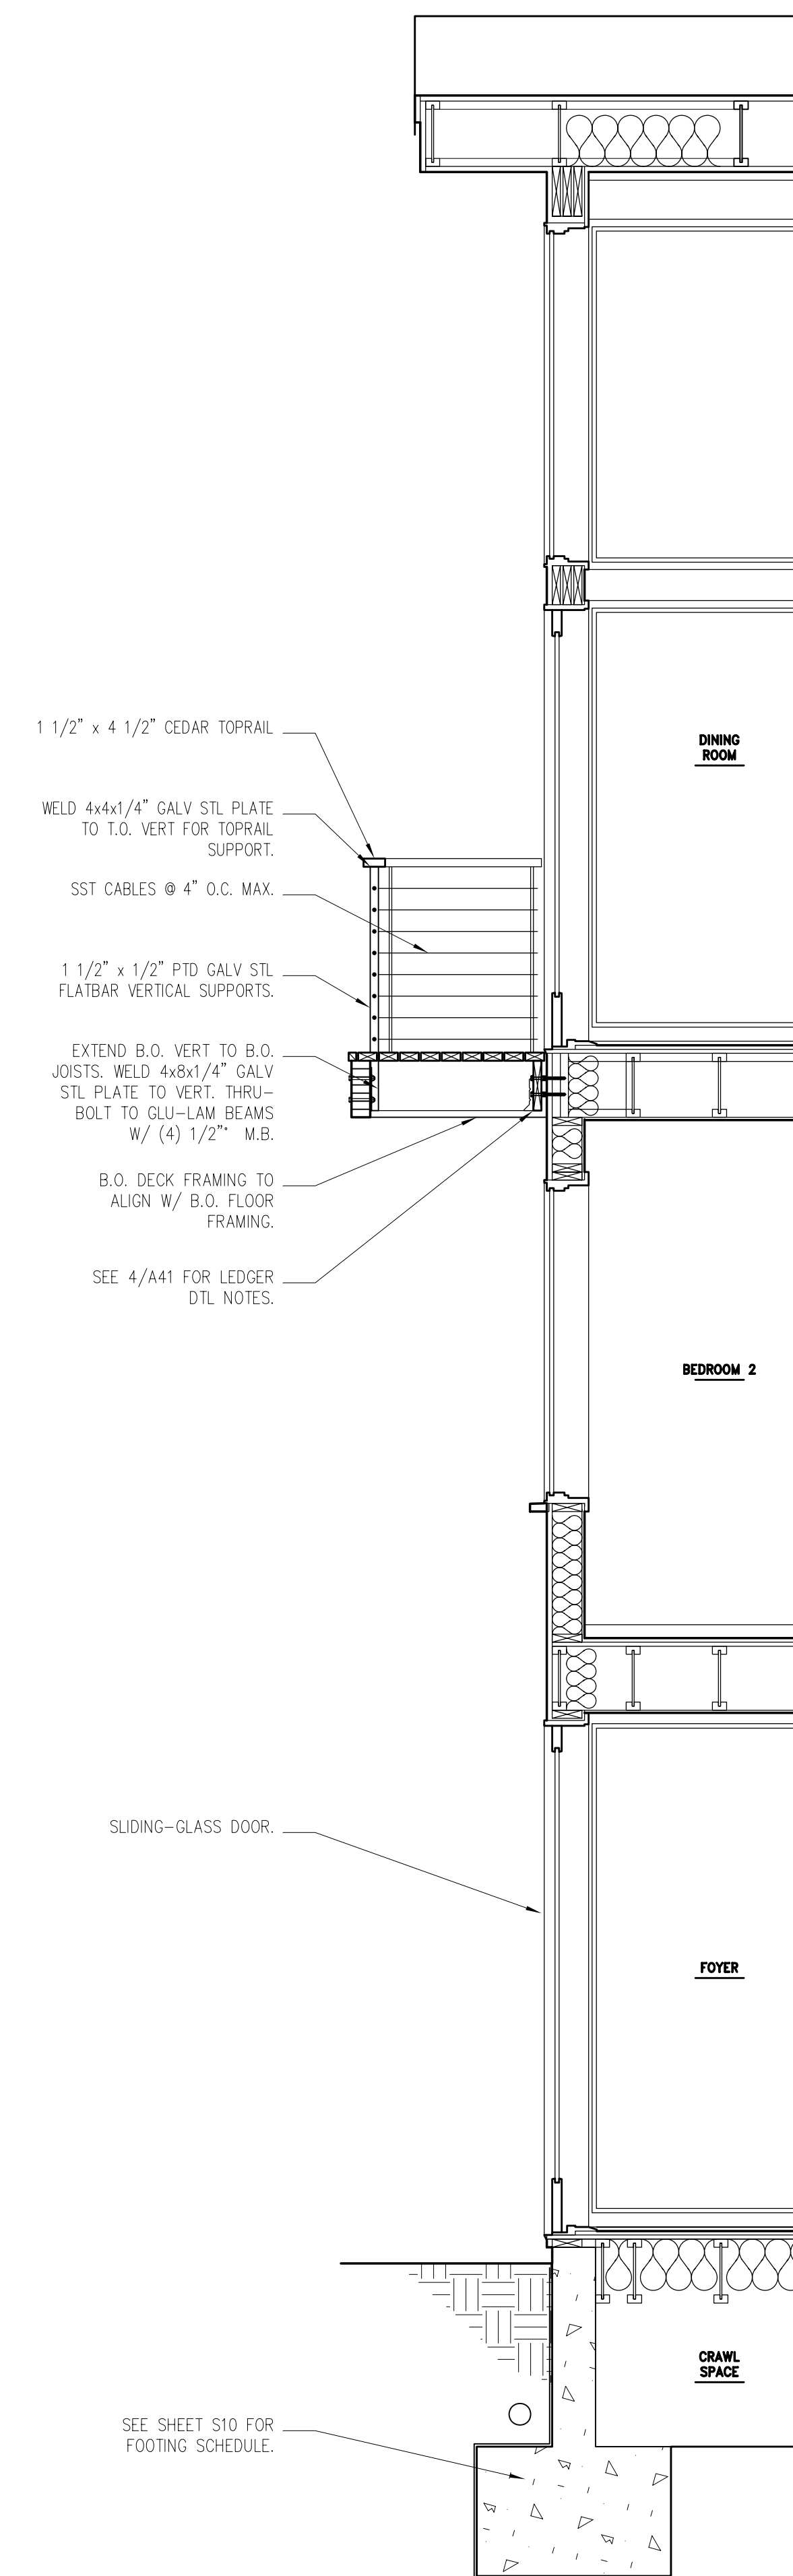 1 1/2” x 4 1/2” CEDAR TOPRAIL
DINING
ROOM
WELD 4x4x1/4” GALV STL PLATE
TO T.O. VERT FOR TOPRAIL
SUPPORT.
SST CABLES @ 4” O.C. MAX.
1 1/2” x 1/2” PTD GALV STL
FLATBAR VERTICAL SUPPORTS.
EXTEND B.O. VERT TO B.O.
JOISTS. WELD 4x8x1/4” GALV
STL PLATE TO VERT. THRU-
BOLT TO GLU-LAM BEAMS
W/ (4) 1/2”° M.B.
B.O. DECK FRAMING TO
ALIGN W/ B.O. FLOOR
FRAMING.
SEE 4/A41 FOR LEDGER
DTL NOTES.
BEDROOM 2
SLIDING-GLASS DOOR.
FOYER
CRAWL
SPACE
SEE SHEET S10 FOR
FOOTING SCHEDULE.